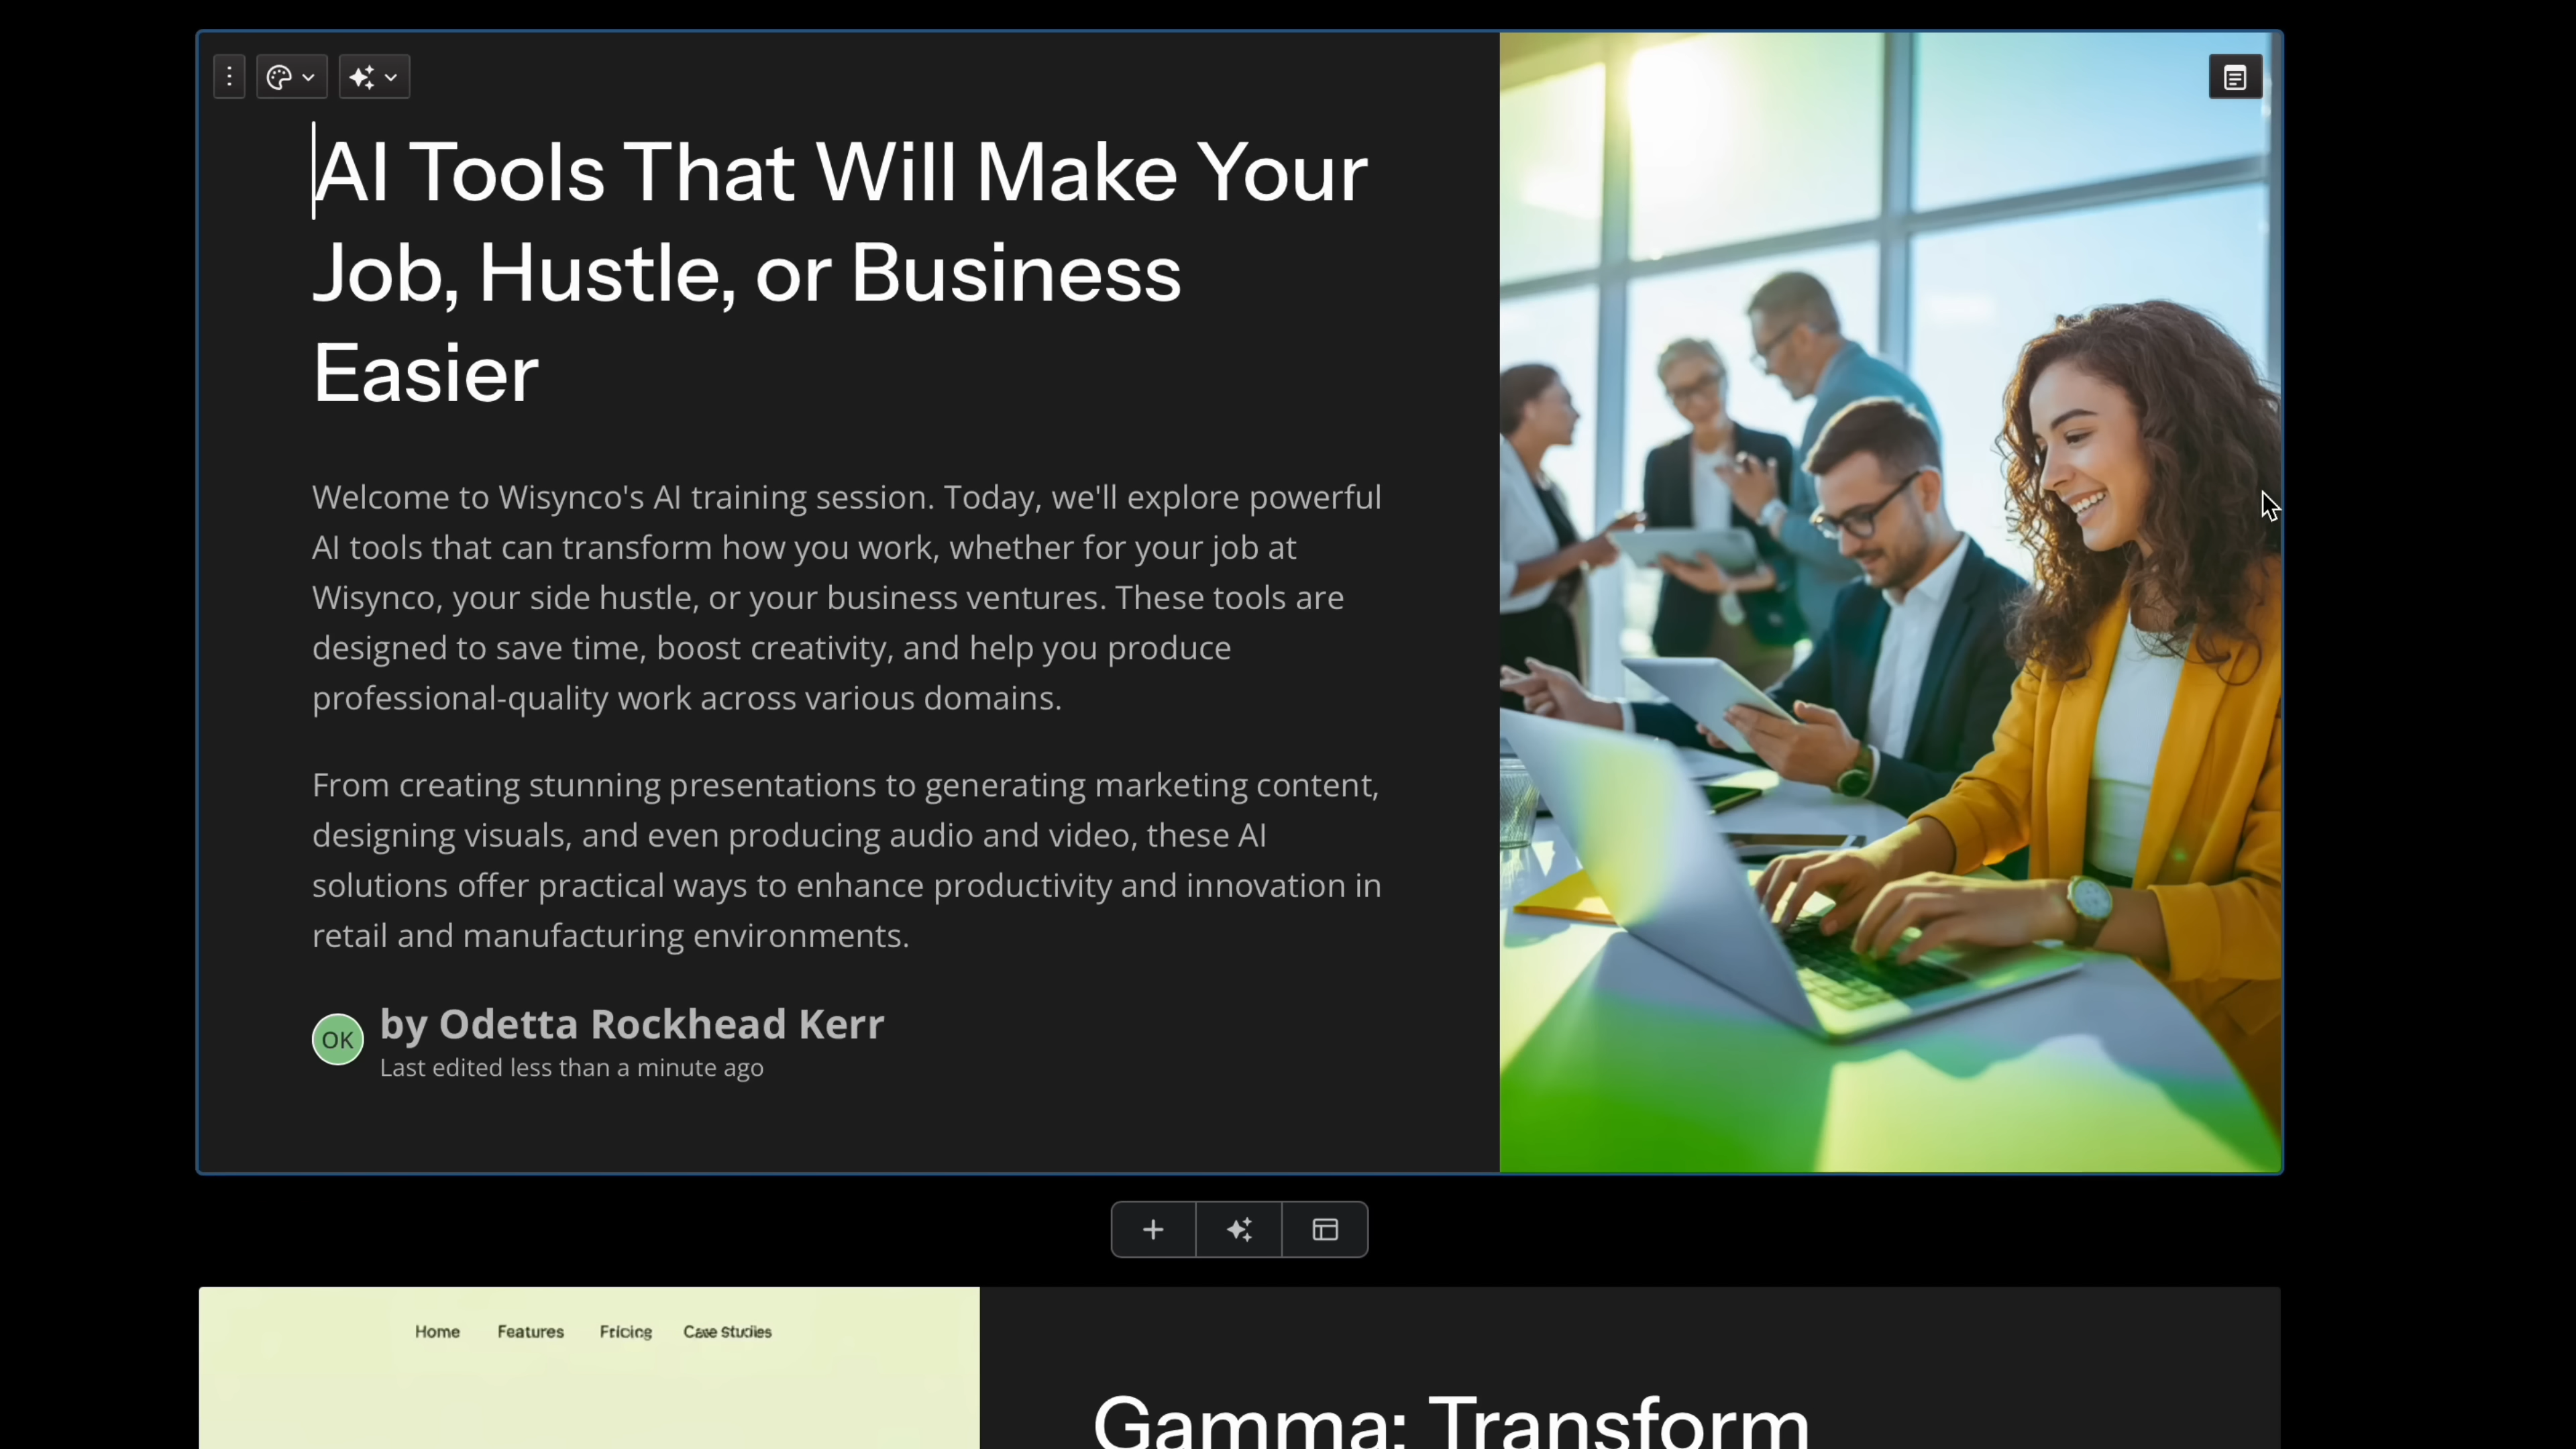 AI Tools That Will Make Your
Job, Hustle, or Business
Easier
Welcome to Wisynco's AI training session. Today, we'll explore powerful
AI tools that can transform how you work, whether for your job at
Wisynco, your side hustle, or your business ventures. These tools are
designed to save time, boost creativity, and help you produce
professional-quality work across various domains.
From creating stunning presentations to generating marketing content,
designing visuals, and even producing audio and video, these AI
solutions offer practical ways to enhance productivity and innovation in
retail and manufacturing environments.
OK
by Odetta Rockhead Kerr
Last edited less than a minute ago
Home Features Fricing Case Studies
Gamma: Transform